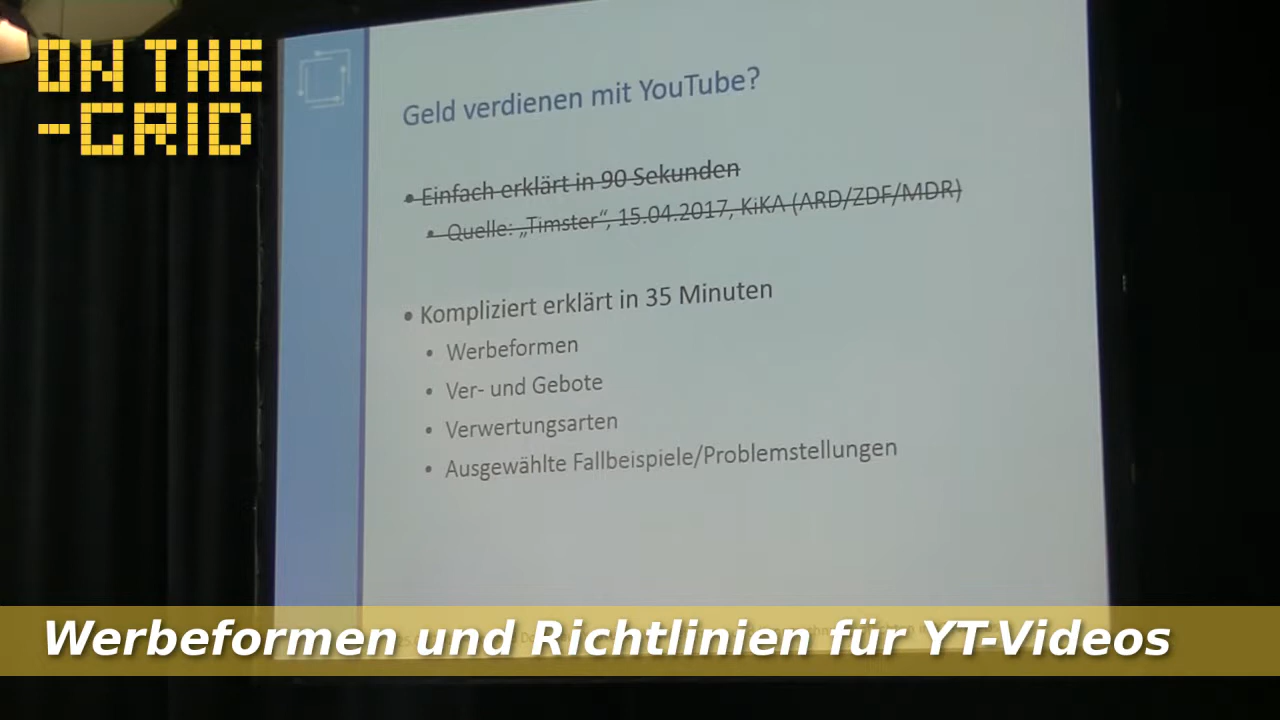 ON THE
-GRID
Geld verdienen mit YouTube?
• Einfach erklärt in 90 Sekunden
• Quelle: „Timster“, 15.04.2017, KiKA (ARD/ZDF/MDR)
• Kompliziert erklärt in 35 Minuten
• Werbeformen
• Ver- und Gebote
• Verwertungsarten
• Ausgewählte Fallbeispiele/Problemstellungen
Werbeformen und Richtlinien für YT-Videos